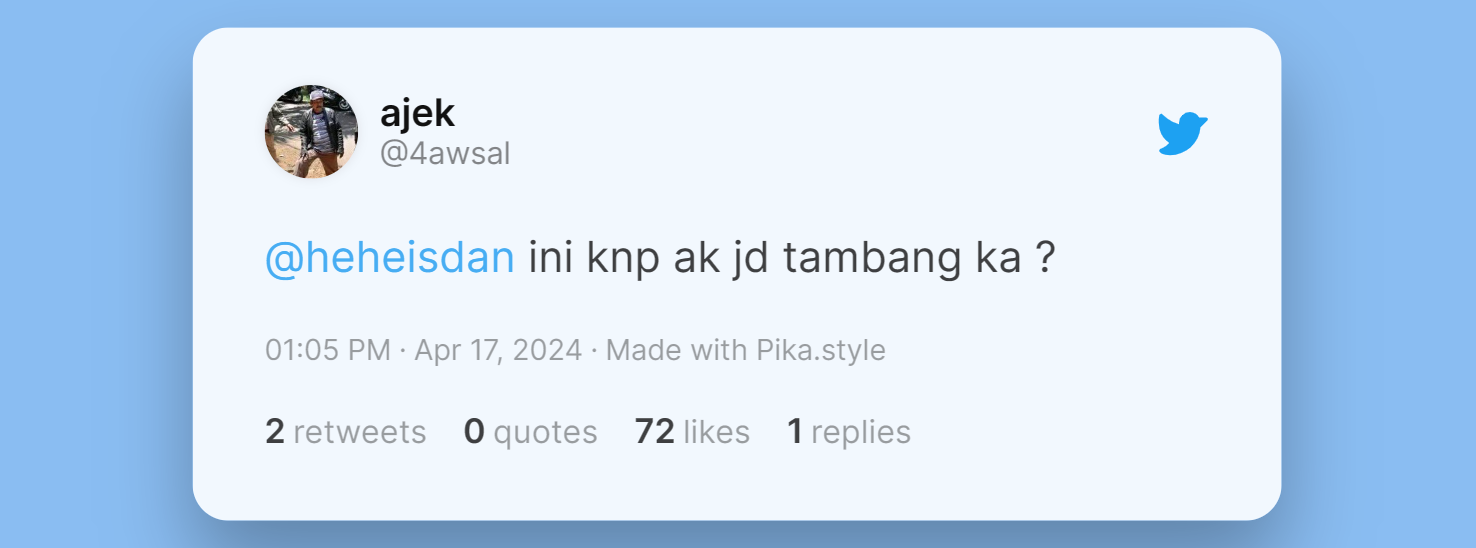 ajek
@4awsal
@heheisdan ini knp ak jd tambang ka ?
01:05 PM · Apr 17, 2024 · Made with Pika.style
2 retweets 0 quotes 72 likes 1 replies